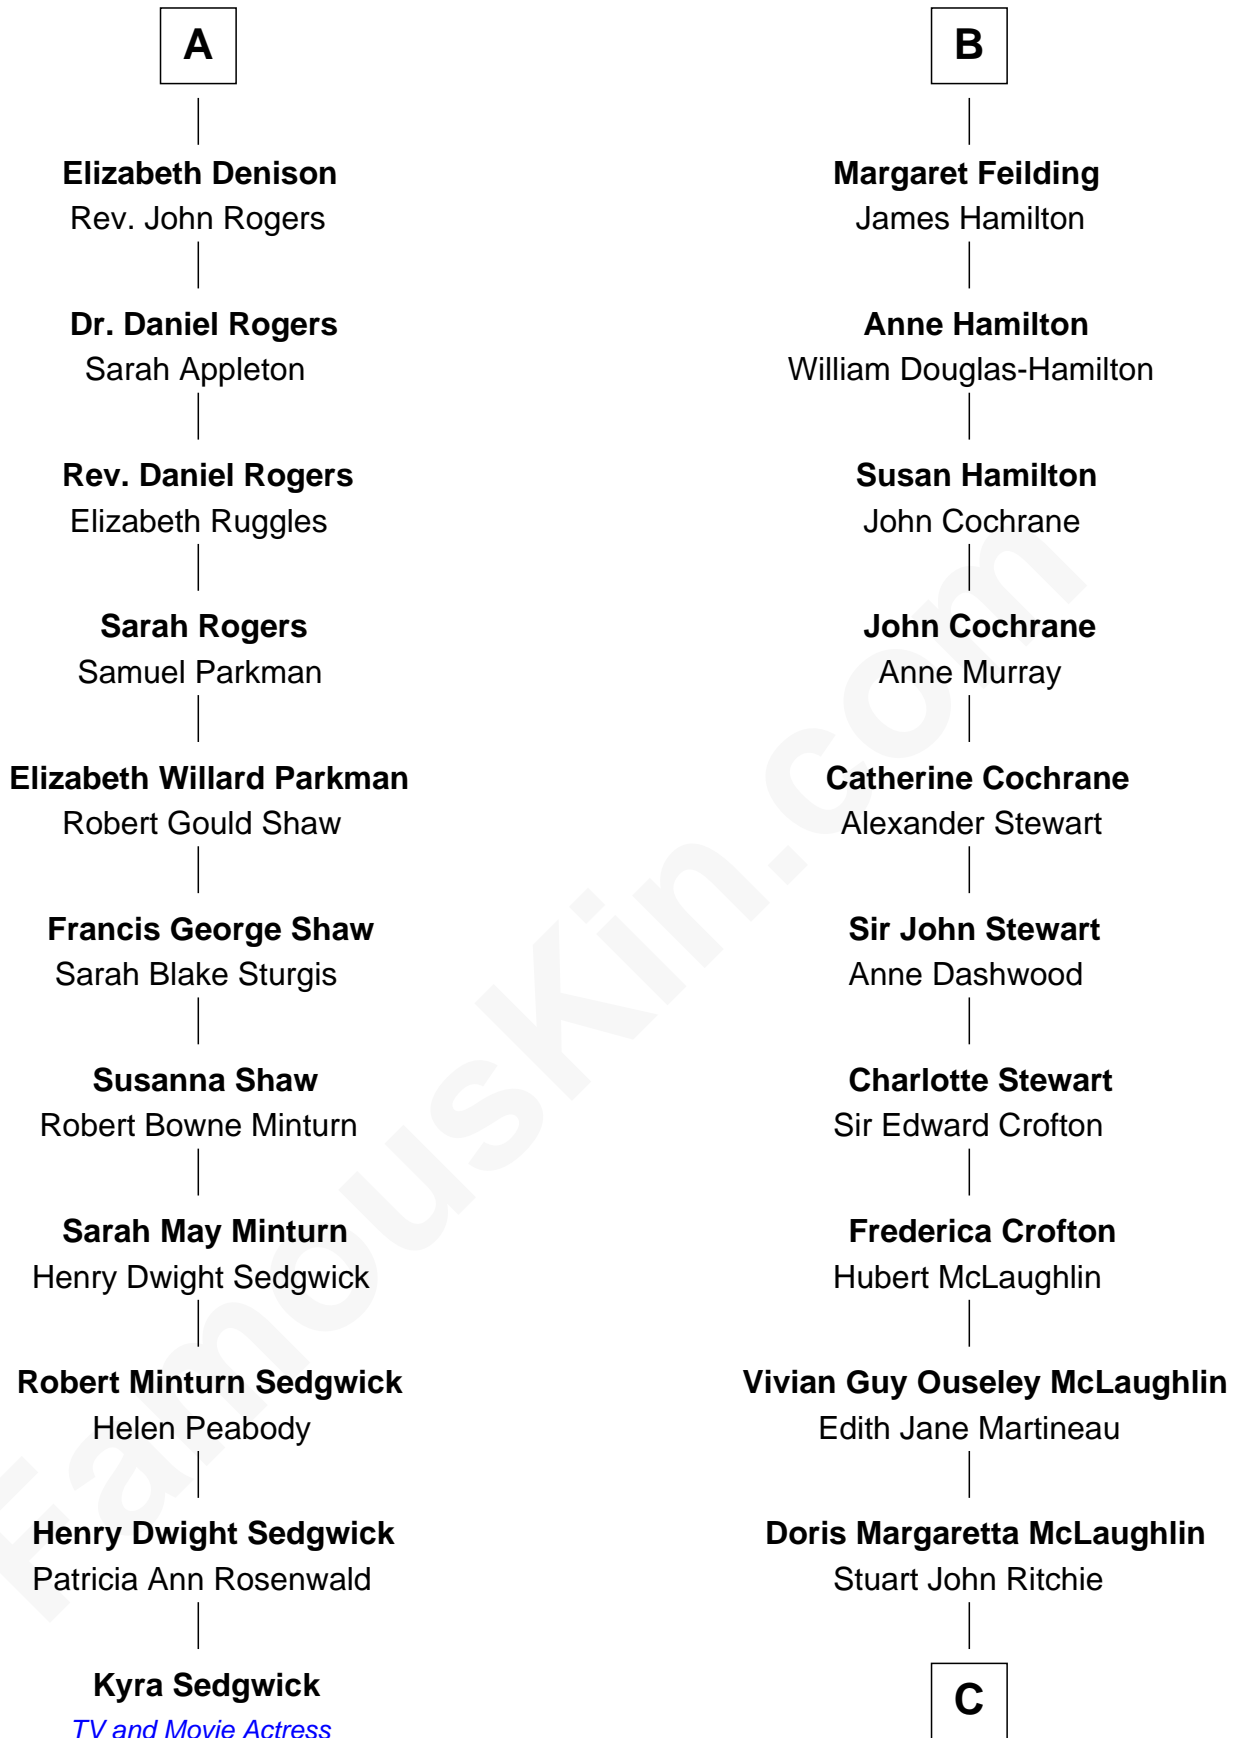 A
Elizabeth Denison
Rev. John Rogers
Dr. Daniel Rogers
Sarah Appleton
Rev. Daniel Rogers
Elizabeth Ruggles
Sarah Rogers
Samuel Parkman
Elizabeth Willard Parkman
Robert Gould Shaw
Francis George Shaw
Sarah Blake Sturgis
Susanna Shaw
Robert Bowne Minturn
Sarah May Minturn
Henry Dwight Sedgwick
Robert Minturn Sedgwick
Helen Peabody
Henry Dwight Sedgwick
Patricia Ann Rosenwald
Kyra Sedgwick
TV and Movie Actress
B
Margaret Feilding
James Hamilton
Anne Hamilton
William Douglas-Hamilton
Susan Hamilton
John Cochrane
John Cochrane
Anne Murray
Catherine Cochrane
Alexander Stewart
Sir John Stewart
Anne Dashwood
Charlotte Stewart
Sir Edward Crofton
Frederica Crofton
Hubert McLaughlin
Vivian Guy Ouseley McLaughlin
Edith Jane Martineau
Doris Margaretta McLaughlin
Stuart John Ritchie
C
FamousKin.com